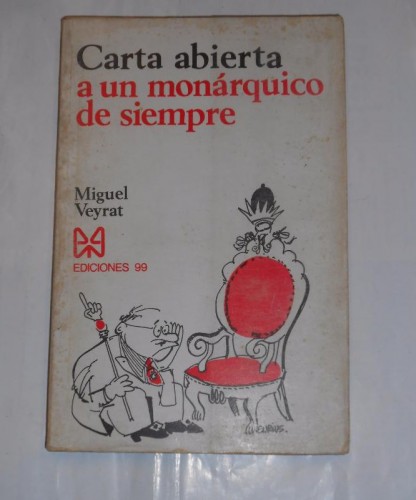 Carta abierta
a un monárquico
de siempre
Miguel
Veyrat
EDICIONES 99